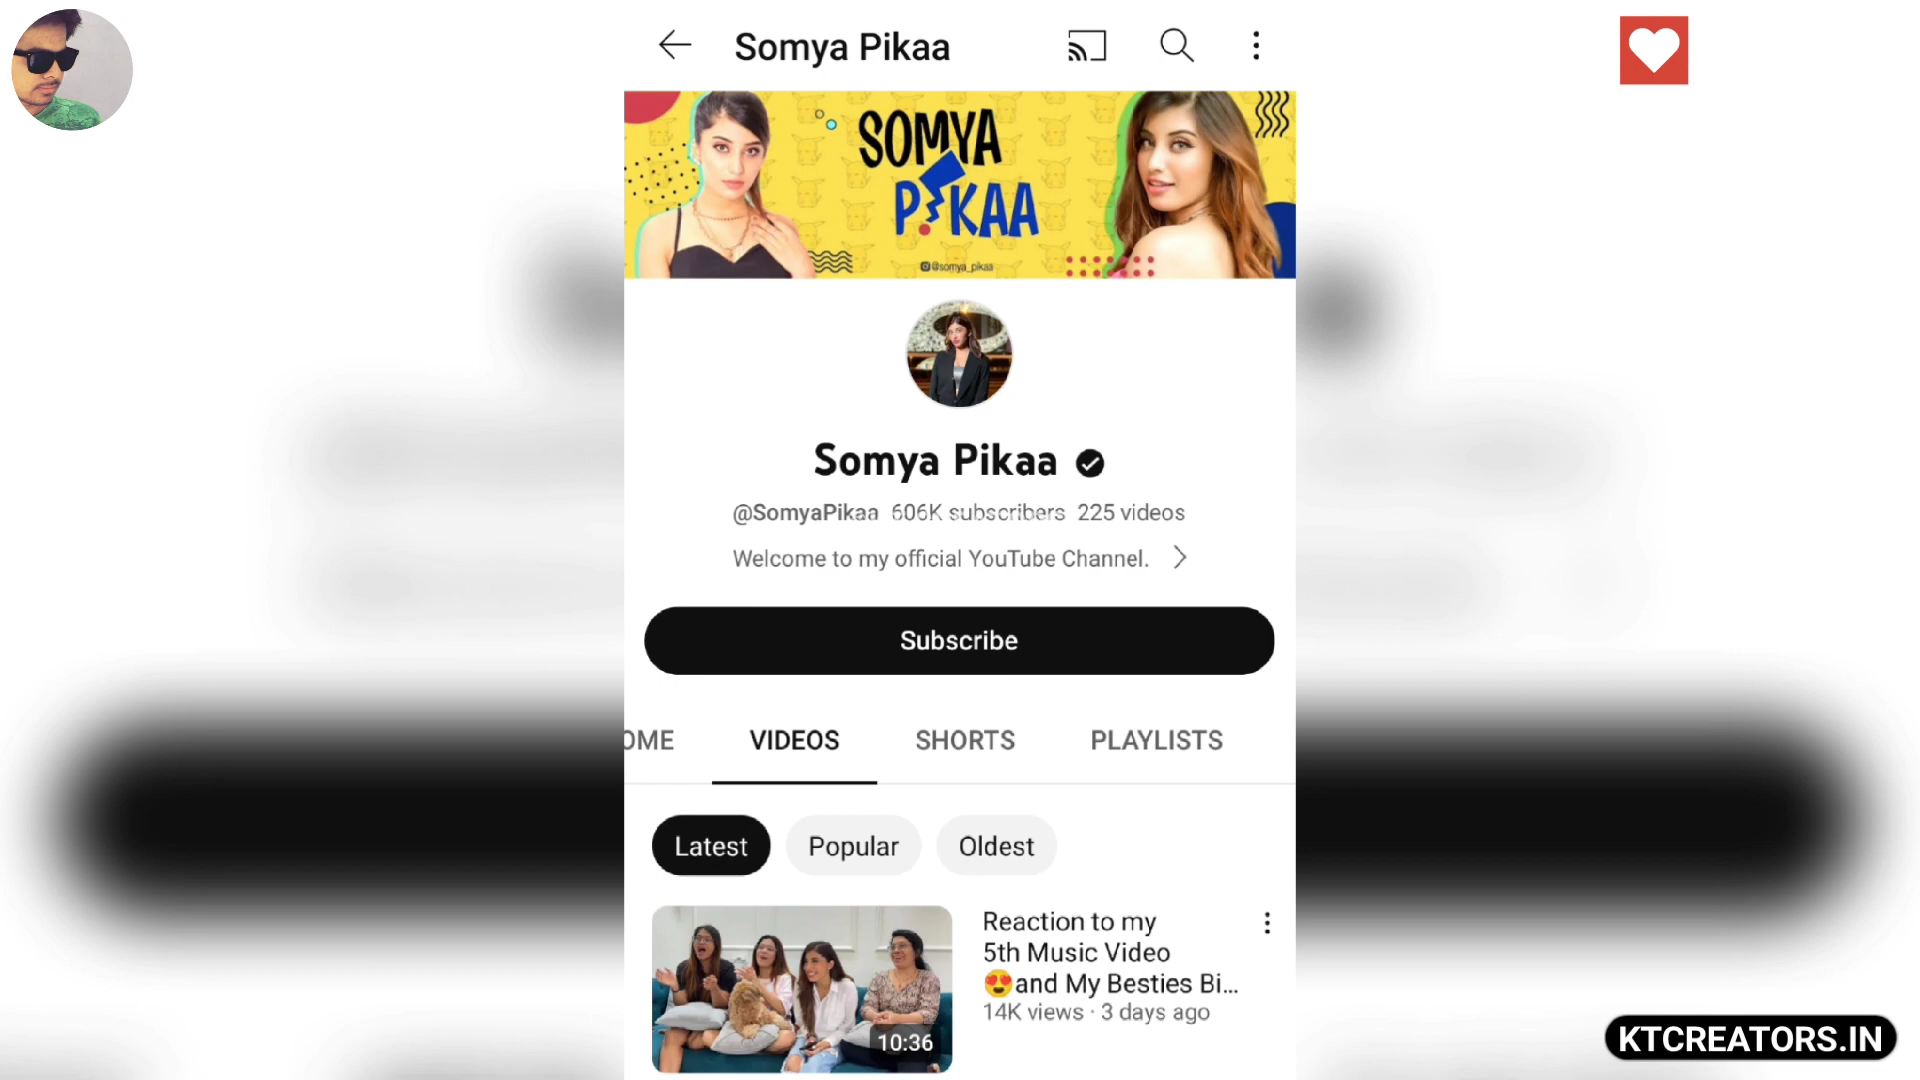 Somya Pikaa
SOMYA
PIKAA
@somya_pikaa
Somya Pikaa
@SomyaPikaa 606K subscribers 225 videos
Welcome to my official YouTube Channel.
Subscribe
OME VIDEOS SHORTS PLAYLISTS
Latest Popular Oldest
Reaction to my
5th Music Video
😍and My Besties Bi...
14K views · 3 days ago
10:36
KTCREATORS.IN